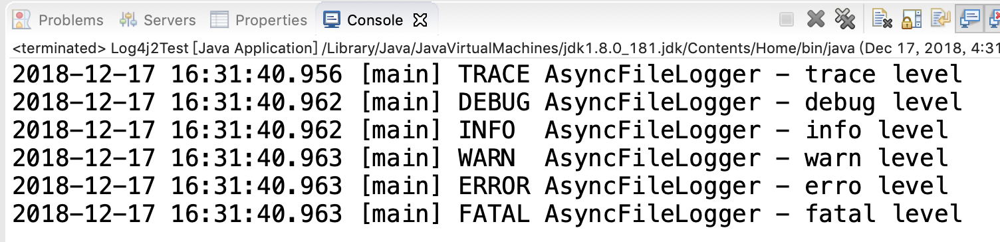 Problems Servers Properties Console
<terminated> Log4j2Test [Java Application] /Library/Java/JavaVirtualMachines/jdk1.8.0_181.jdk/Contents/Home/bin/java (Dec 17, 2018, 4:31
2018-12-17 16:31:40.956 [main] TRACE AsyncFileLogger - trace level
2018-12-17 16:31:40.962 [main] DEBUG AsyncFileLogger - debug level
2018-12-17 16:31:40.962 [main] INFO  AsyncFileLogger - info level
2018-12-17 16:31:40.963 [main] WARN  AsyncFileLogger - warn level
2018-12-17 16:31:40.963 [main] ERROR AsyncFileLogger - erro level
2018-12-17 16:31:40.963 [main] FATAL AsyncFileLogger - fatal level